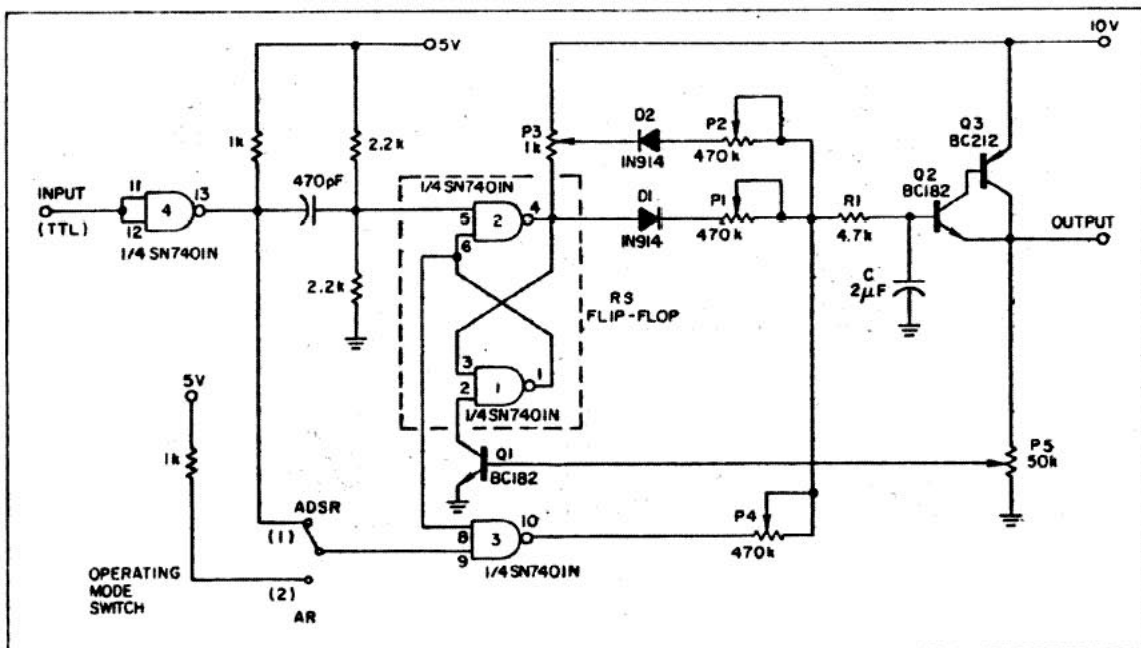 5V
10V
1k
2.2k
470pF
INPUT
(TTL)
11
12
4
13
1/4 SN7401N
2.2k
1/4 SN7401N
5
6
2
4
P3
1k
D2
1N914
P2
470k
D1
1N914
P1
470k
R1
4.7k
C
2µF
Q2
BC182
Q3
BC212
OUTPUT
RS
FLIP-FLOP
3
2
1
1
1/4 SN7401N
5V
1k
Q1
BC182
P5
50k
ADSR
(1)
8
9
3
10
1/4 SN7401N
P4
470k
OPERATING
MODE
SWITCH
(2)
AR